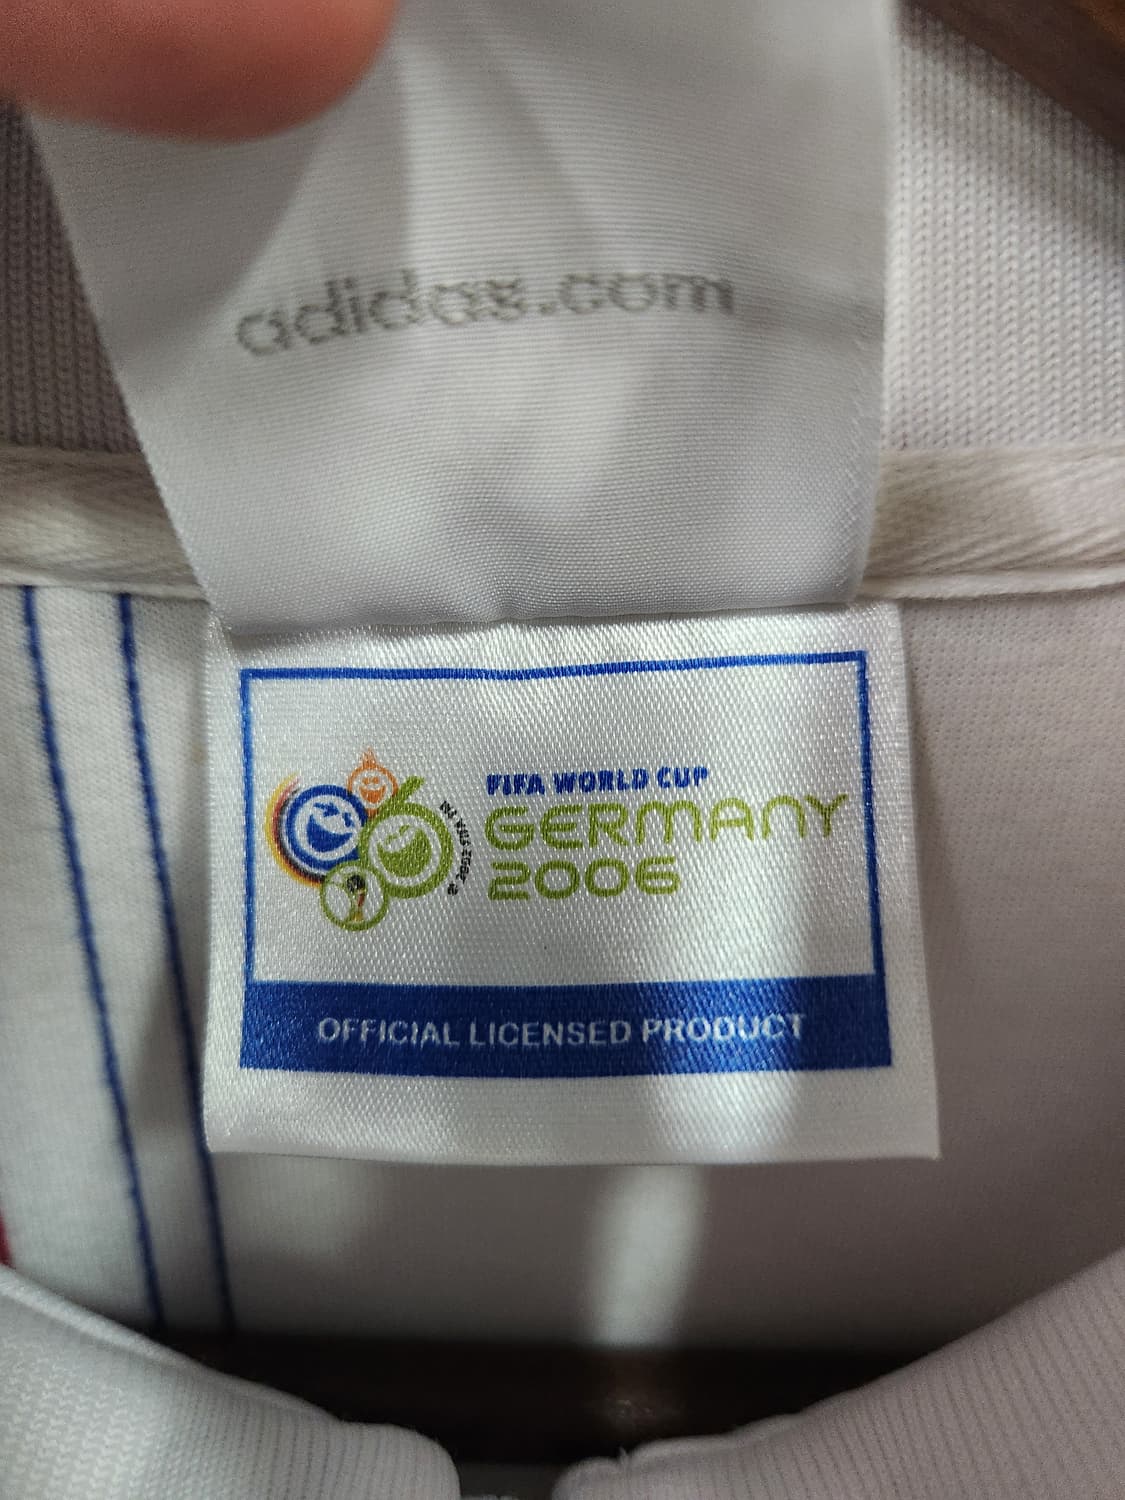 adidas.com
FIFA WORLD CUP
GERMANY
2006
OFFICIAL LICENSED PRODUCT